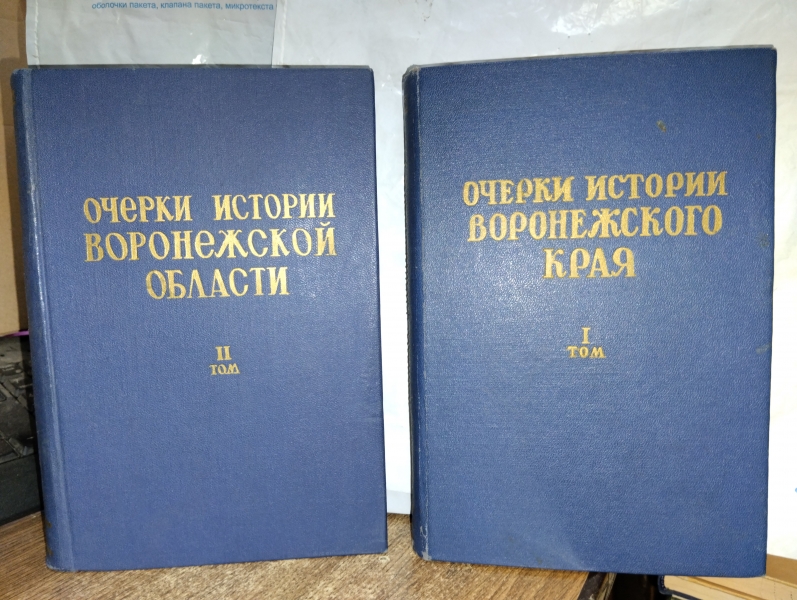 оболочки пакета, клапана пакета, микротекста
ОЧЕРКИ ИСТОРИИ
ВОРОНЕЖСКОЙ
ОБЛАСТИ
II
ТОМ
ОЧЕРКИ ИСТОРИИ
ВОРОНЕЖСКОГО
КРАЯ
I
ТОМ